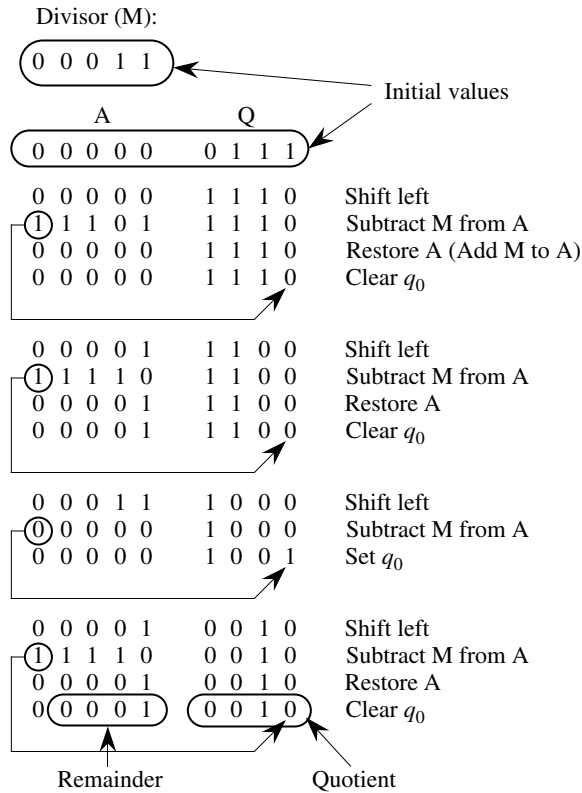 Divisor (M):
0 0 0 1 1
Initial values
A Q
0 0 0 0 0 0 1 1 1
0 0 0 0 0 1 1 1 0 Shift left
1 1 1 0 1 1 1 1 0 Subtract M from A
0 0 0 0 0 1 1 1 0 Restore A (Add M to A)
0 0 0 0 0 1 1 1 0 Clear q0
0 0 0 0 1 1 1 0 0 Shift left
1 1 1 1 0 1 1 0 0 Subtract M from A
0 0 0 0 1 1 1 0 0 Restore A
0 0 0 0 1 1 1 0 0 Clear q0
0 0 0 1 1 1 0 0 0 Shift left
0 0 0 0 0 1 0 0 0 Subtract M from A
0 0 0 0 0 1 0 0 1 Set q0
0 0 0 0 1 0 0 1 0 Shift left
1 1 1 1 0 0 0 1 0 Subtract M from A
0 0 0 0 1 0 0 1 0 Restore A
0 0 0 0 1 0 0 1 0 Clear q0
Remainder Quotient